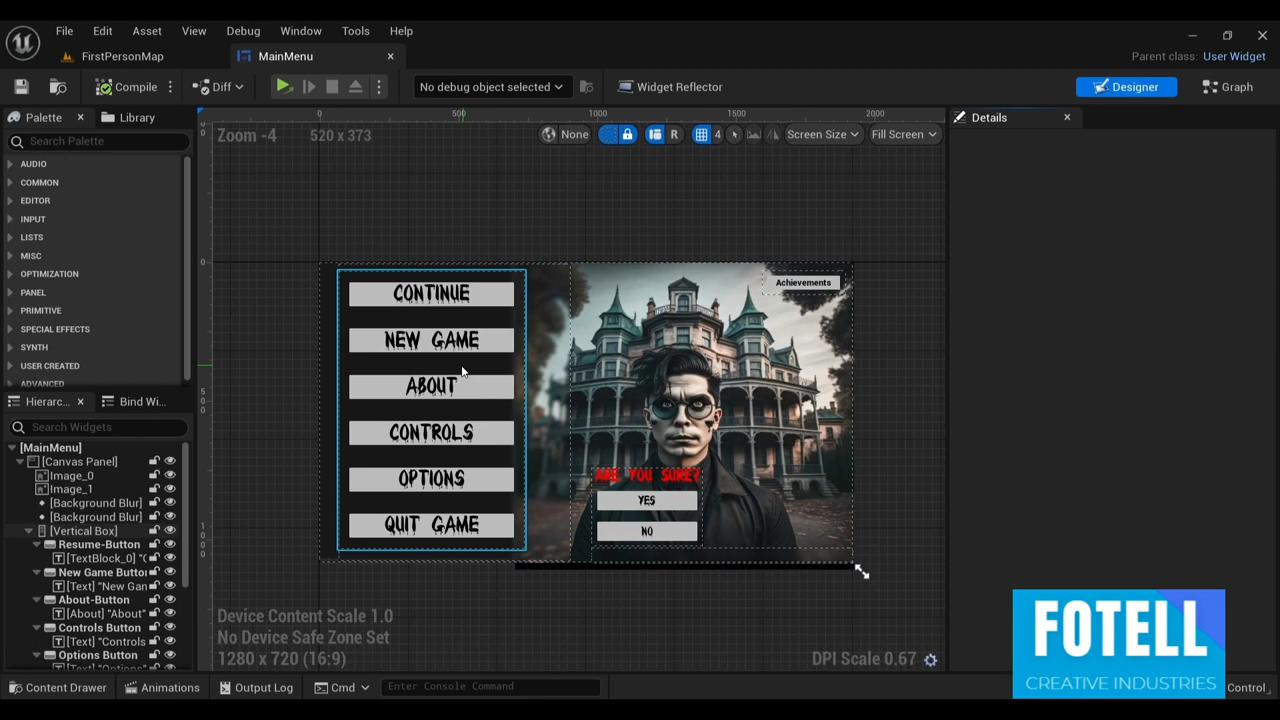 File Edit Asset View Debug Window Tools Help
FirstPersonMap
MainMenu
Parent class: User Widget
Compile
Diff
No debug object selected
Widget Reflector
Designer
Graph
Palette
Library
Search Palette
AUDIO
COMMON
EDITOR
INPUT
LISTS
MISC
OPTIMIZATION
PANEL
PRIMITIVE
SPECIAL EFFECTS
SYNTH
USER CREATED
ADVANCED
Hierarc...
Bind Wi...
Search Widgets
[MainMenu]
[Canvas Panel]
Image_0
Image_1
[Background Blur]
[Background Blur]
[Vertical Box]
Resume-Button
[TextBlock_0] "(
New Game Button
[Text] "New Gan
About-Button
[About] "About"
Controls Button
[Text] "Controls
Options Button
[Text] "Options"
0 500 1000 1500 2000
Zoom -4
520 x 373
None
R
4
Screen Size
Fill Screen
0
500
1000
CONTINUE
NEW GAME
ABOUT
CONTROLS
OPTIONS
QUIT GAME
Achievements
ARE YOU SURE?
YES
NO
Device Content Scale 1.0
No Device Safe Zone Set
1280 x 720 (16:9)
DPI Scale 0.67
Details
FOTELL
CREATIVE INDUSTRIES
Content Drawer
Animations
Output Log
Cmd
Enter Console Command
Control